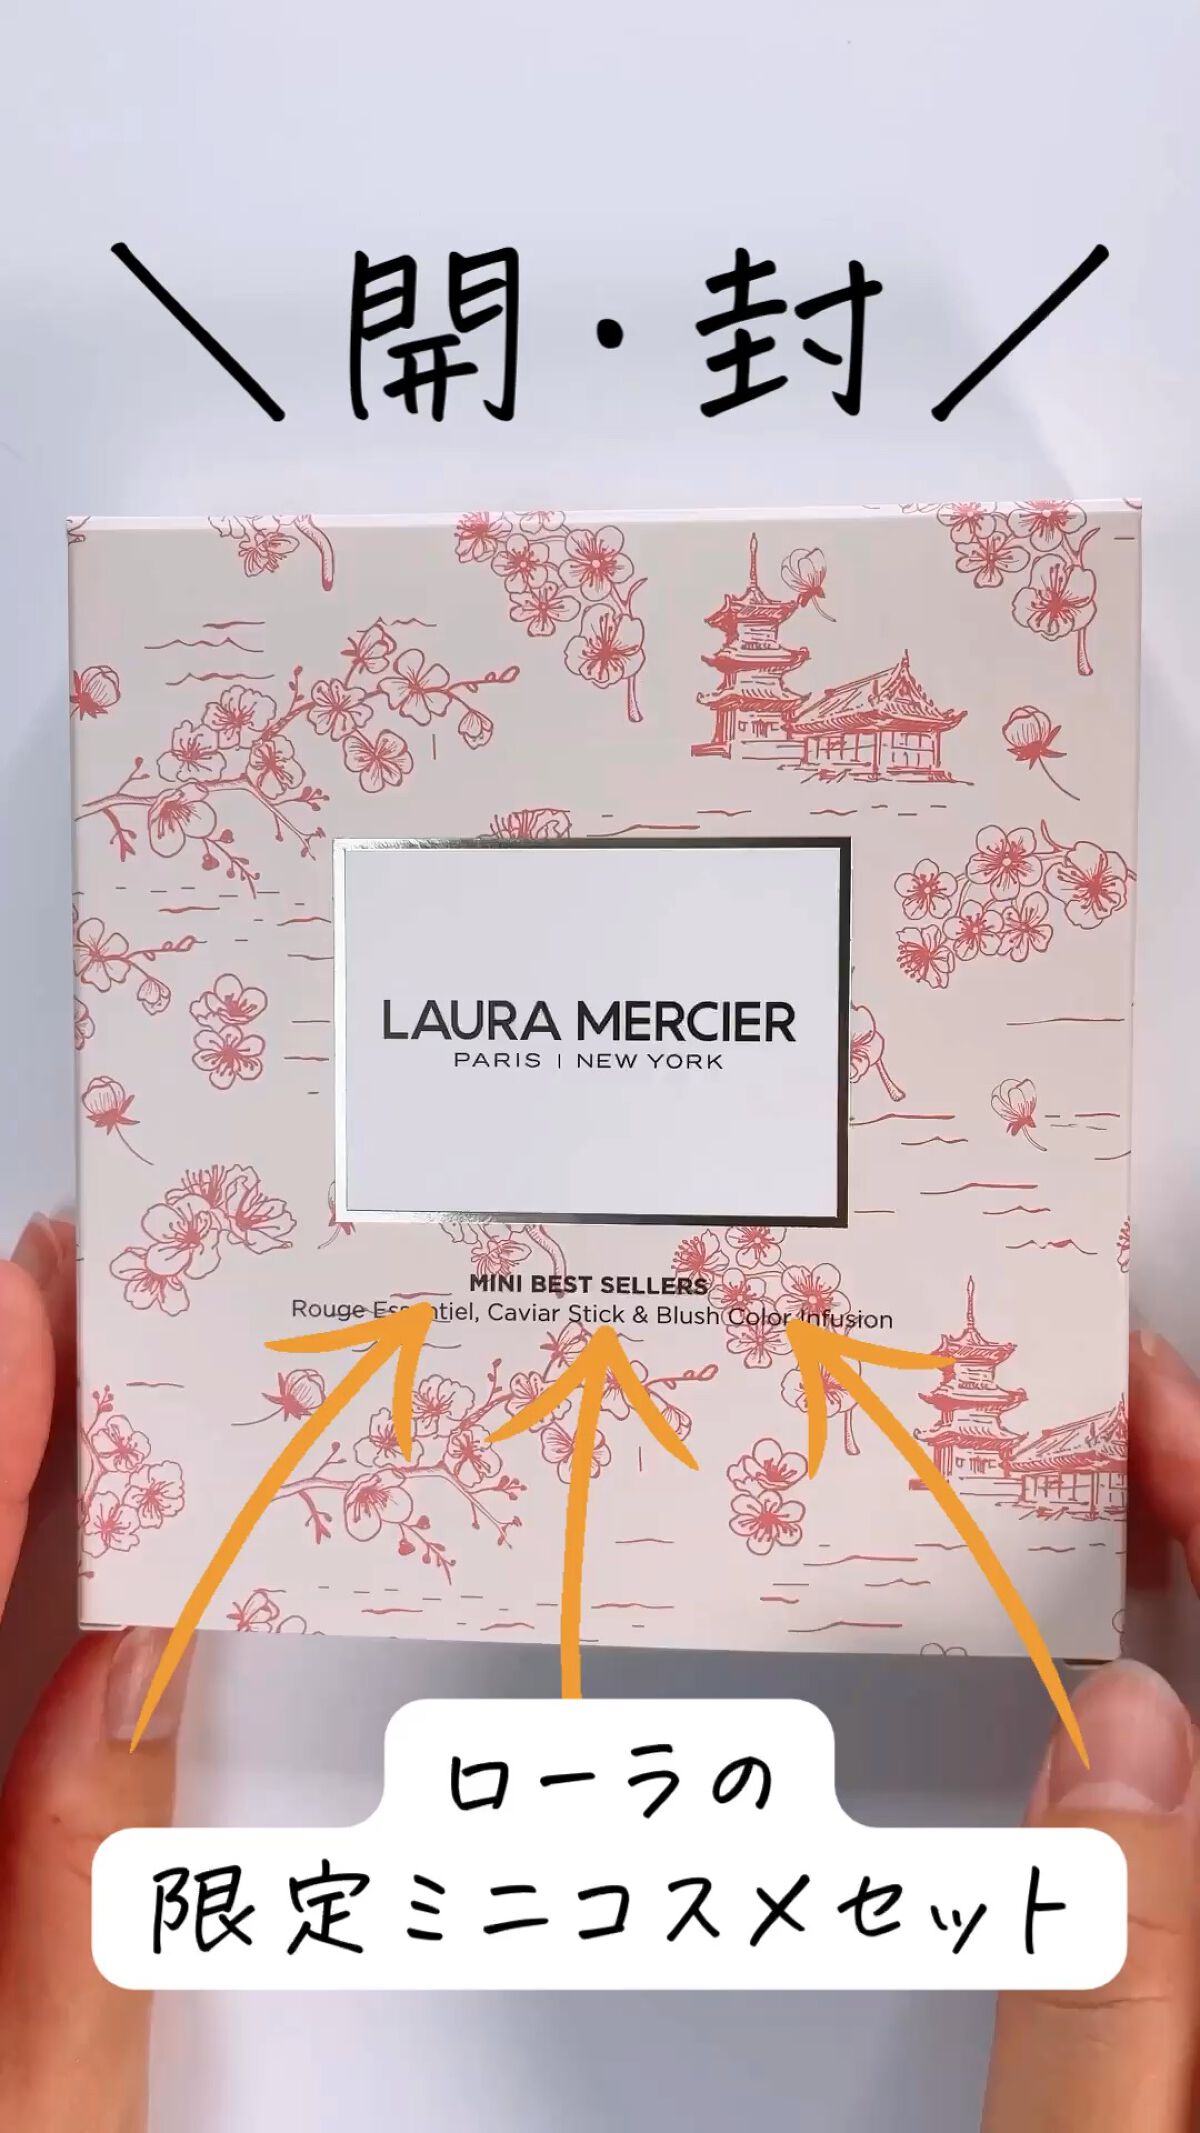 \ 開・封 /
LAURA MERCIER
PARIS | NEW YORK
MINI BEST SELLERS
Rouge Essentiel, Caviar Stick & Blush Color Infusion
ローラの
限定ミニコスメセット